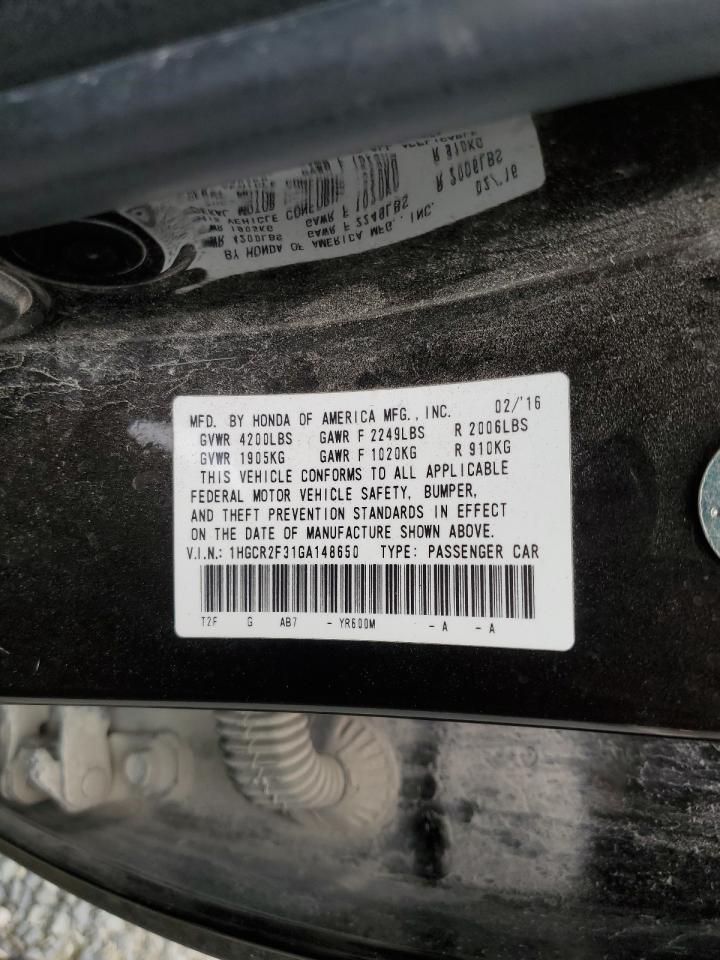 MFD. BY HONDA OF AMERICA MFG., INC. 02/'16
GVWR 4200LBS GAWR F 2249LBS R 2006LBS
GVWR 1905KG GAWR F 1020KG R 910KG
THIS VEHICLE CONFORMS TO ALL APPLICABLE
FEDERAL MOTOR VEHICLE SAFETY, BUMPER,
AND THEFT PREVENTION STANDARDS IN EFFECT
ON THE DATE OF MANUFACTURE SHOWN ABOVE.
V.I.N.: 1HGCR2F31GA148650 TYPE: PASSENGER CAR
T2F G AB7 - YR600M - A - A